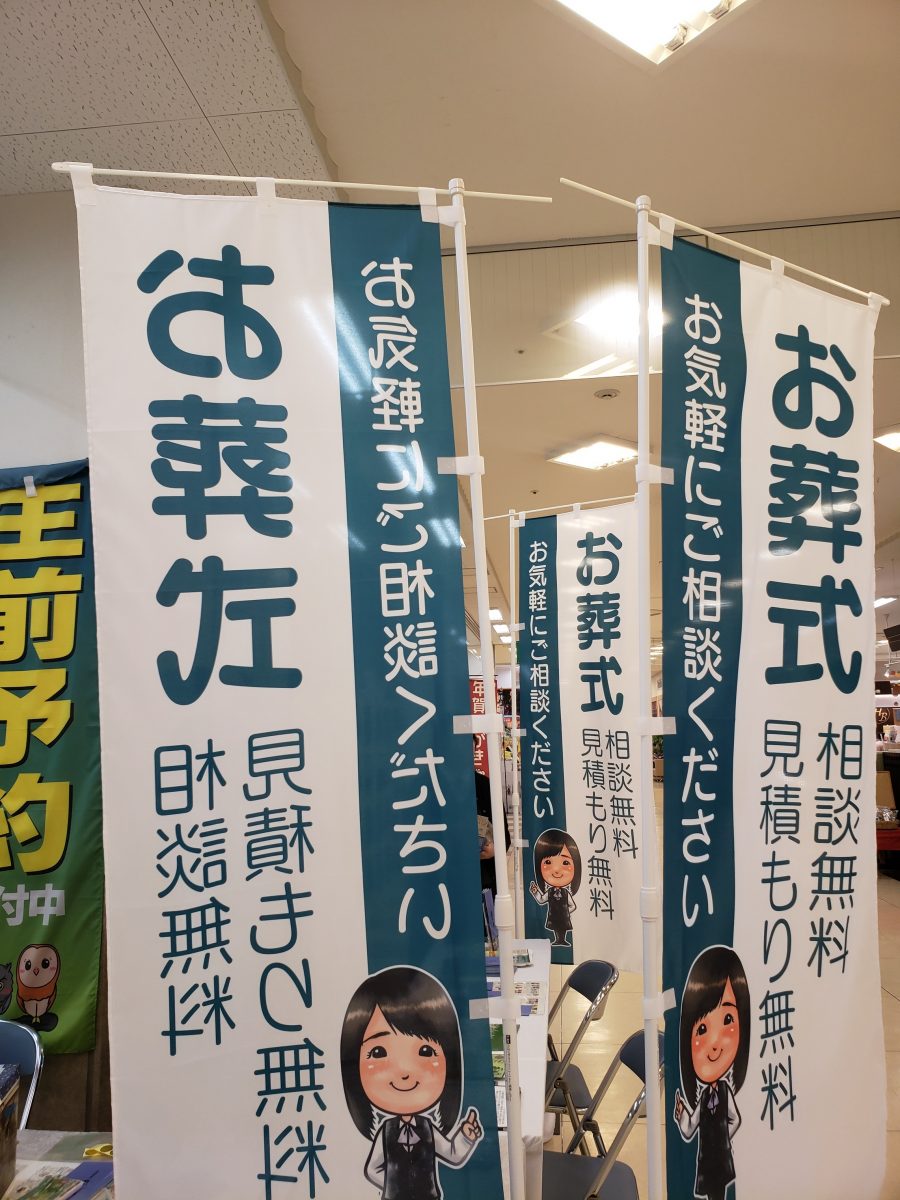 お葬式
相談無料
見積もり無料
お気軽にご相談ください
お葬式
相談無料
見積もり無料
お気軽にご相談ください
お葬式
相談無料
見積もり無料
お気軽にご相談ください
生前予約
付中
年賀